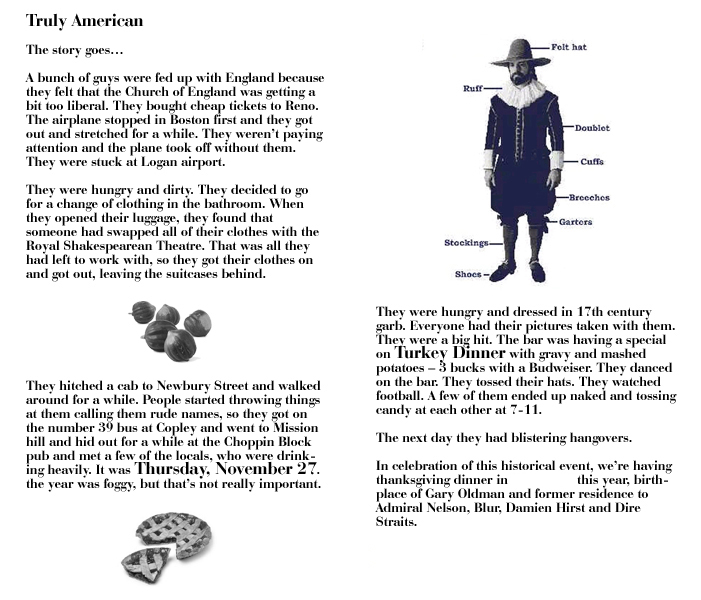 Truly American
The story goes...
A bunch of guys were fed up with England because
they felt that the Church of England was getting a
bit too liberal. They bought cheap tickets to Reno.
The airplane stopped in Boston first and they got
out and stretched for a while. They weren't paying
attention and the plane took off without them.
They were stuck at Logan airport.
They were hungry and dirty. They decided to go
for a change of clothing in the bathroom. When
they opened their luggage, they found that
someone had swapped all of their clothes with the
Royal Shakespearean Theatre. That was all they
had left to work with, so they got their clothes on
and got out, leaving the suitcases behind.
They hitched a cab to Newbury Street and walked
around for a while. People started throwing things
at them calling them rude names, so they got on
the number 39 bus at Copley and went to Mission
hill and hid out for a while at the Choppin Block
pub and met a few of the locals, who were drink-
ing heavily. It was Thursday, November 27.
the year was foggy, but that's not really important.
Felt hat
Ruff
Doublet
Cuffs
Breeches
Garters
Stockings
Shoes
They were hungry and dressed in 17th century
garb. Everyone had their pictures taken with them.
They were a big hit. The bar was having a special
on Turkey Dinner with gravy and mashed
potatoes – 3 bucks with a Budweiser. They danced
on the bar. They tossed their hats. They watched
football. A few of them ended up naked and tossing
candy at each other at 7-11.
The next day they had blistering hangovers.
In celebration of this historical event, we're having
thanksgiving dinner in this year, birth-
place of Gary Oldman and former residence to
Admiral Nelson, Blur, Damien Hirst and Dire
Straits.